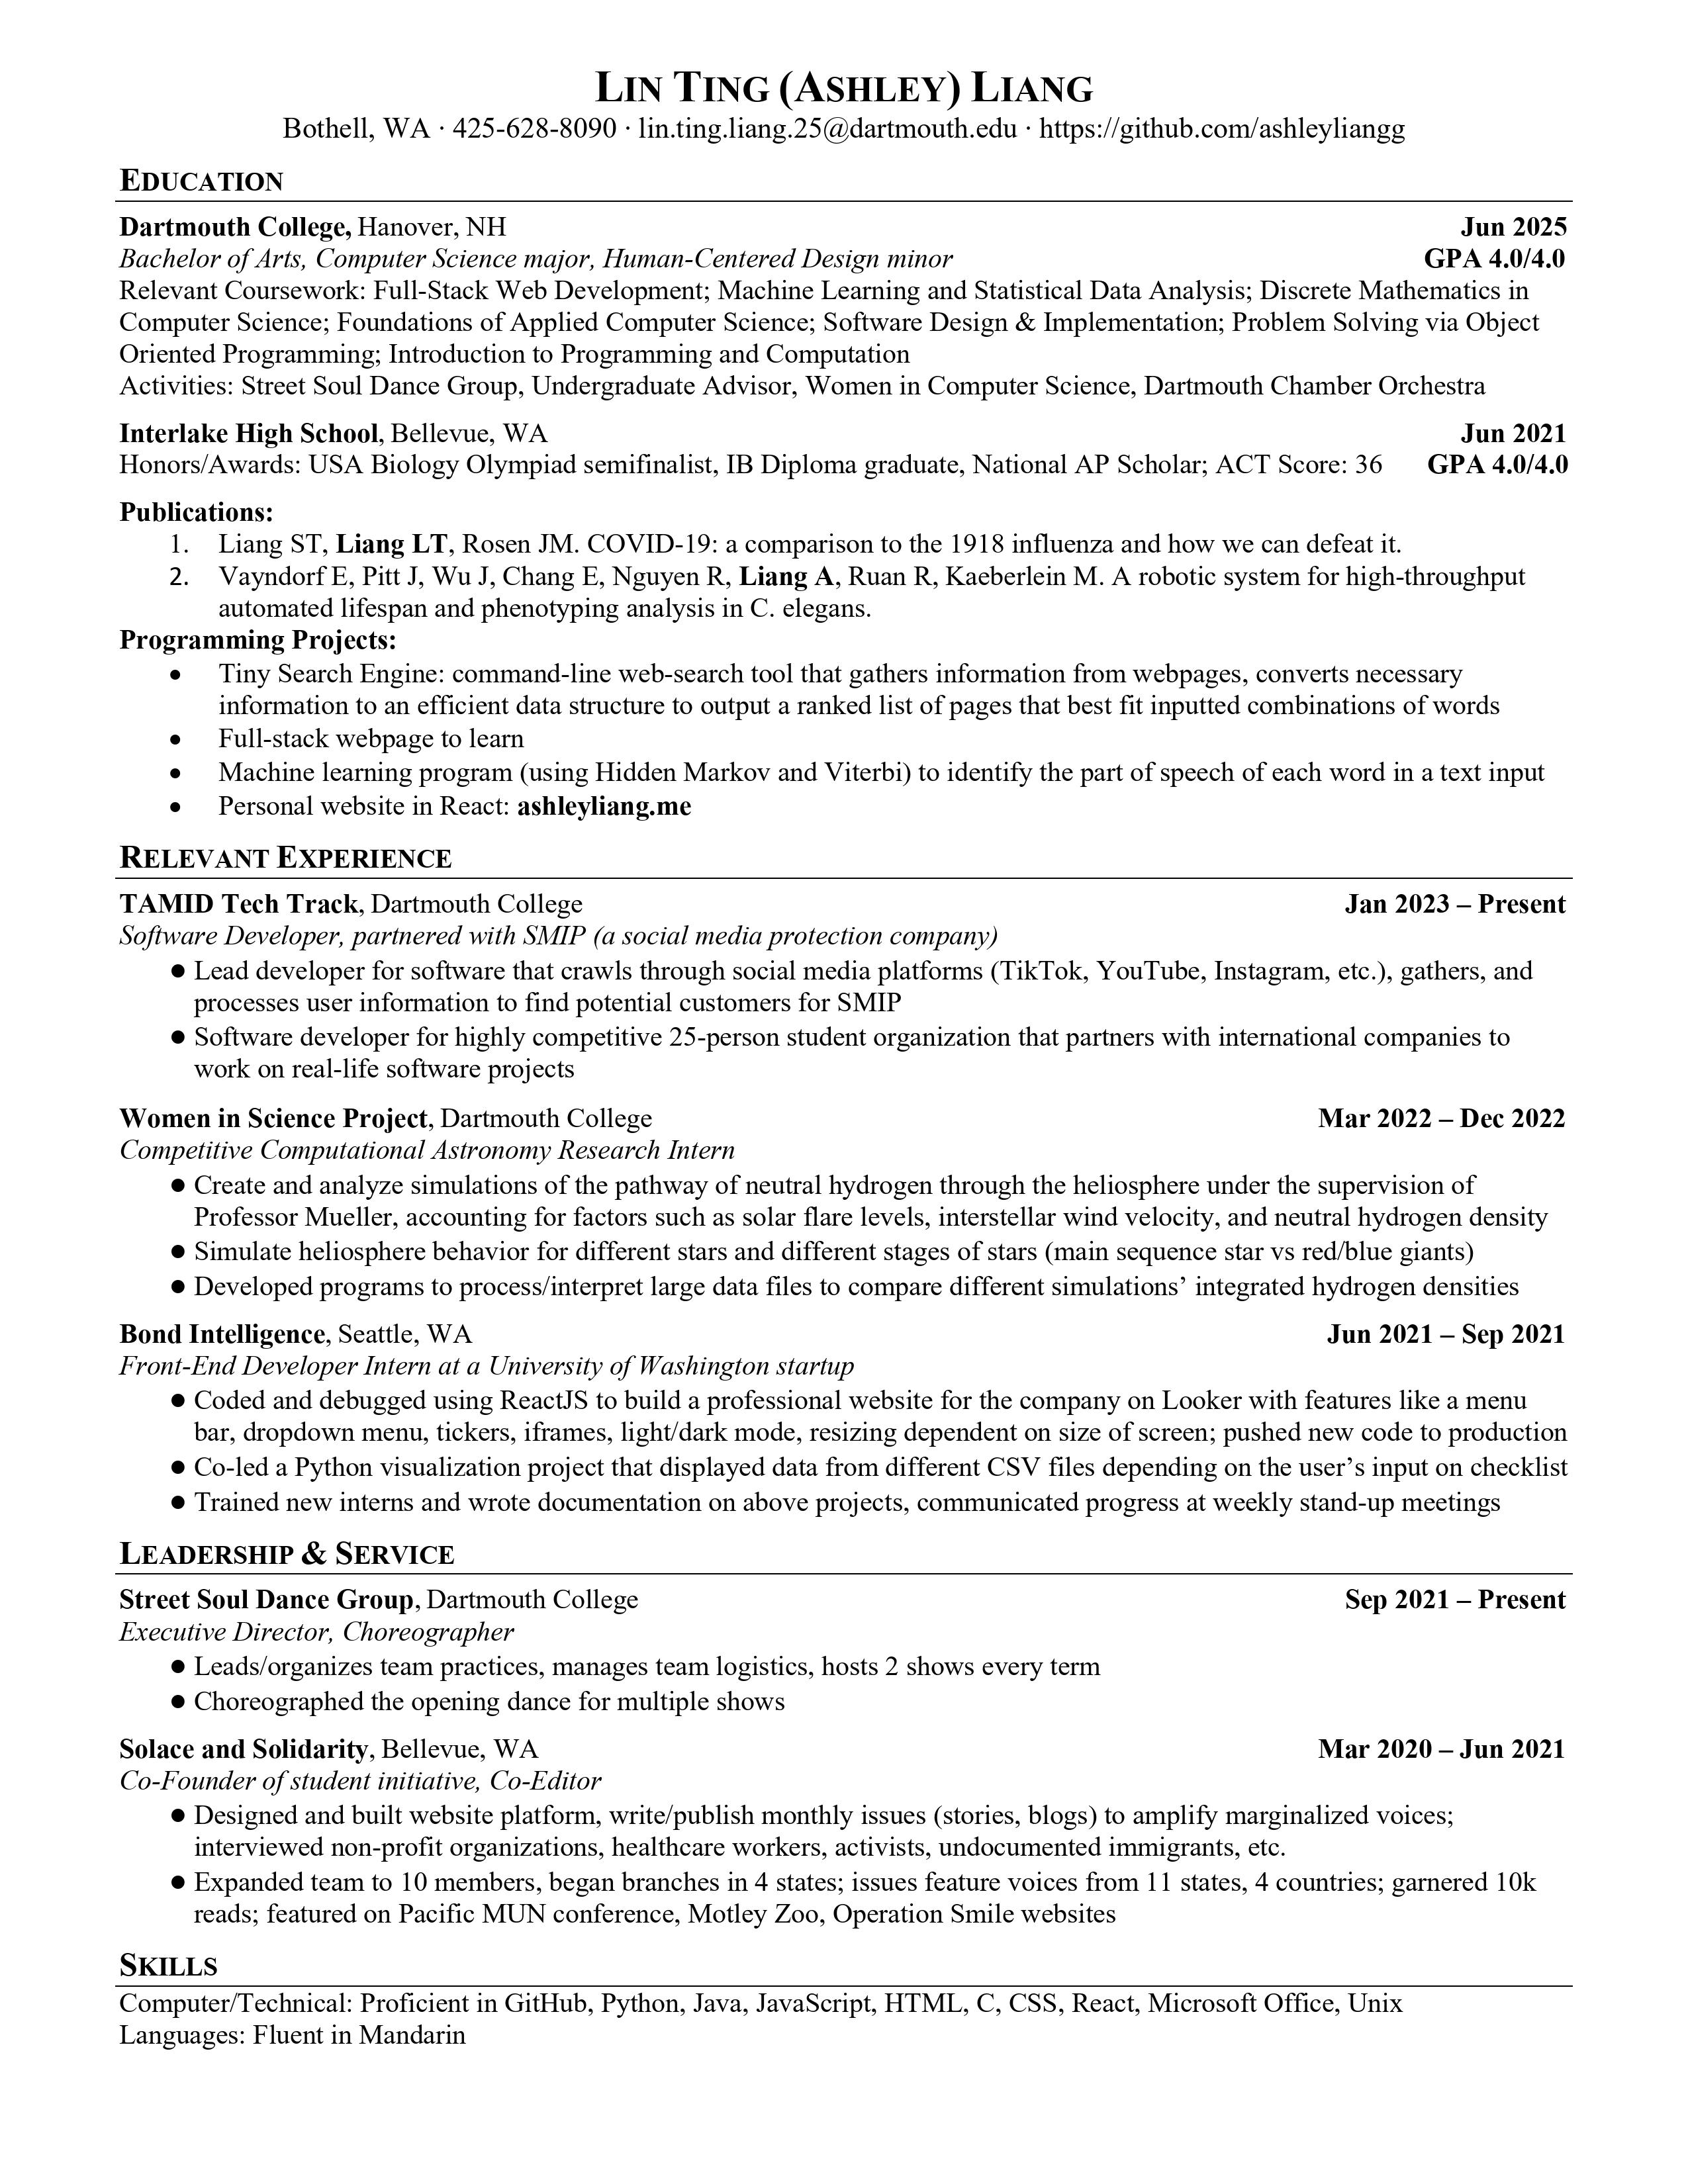 LIN TING (ASHLEY) LIANG
Bothell, WA · 425-628-8090 · lin.ting.liang.25@dartmouth.edu · https://github.com/ashleyliangg
EDUCATION
Dartmouth College, Hanover, NH Jun 2025
Bachelor of Arts, Computer Science major, Human-Centered Design minor GPA 4.0/4.0
Relevant Coursework: Full-Stack Web Development; Machine Learning and Statistical Data Analysis; Discrete Mathematics in
Computer Science; Foundations of Applied Computer Science; Software Design & Implementation; Problem Solving via Object
Oriented Programming; Introduction to Programming and Computation
Activities: Street Soul Dance Group, Undergraduate Advisor, Women in Computer Science, Dartmouth Chamber Orchestra
Interlake High School, Bellevue, WA Jun 2021
Honors/Awards: USA Biology Olympiad semifinalist, IB Diploma graduate, National AP Scholar; ACT Score: 36 GPA 4.0/4.0
Publications:
1. Liang ST, Liang LT, Rosen JM. COVID-19: a comparison to the 1918 influenza and how we can defeat it.
2. Vayndorf E, Pitt J, Wu J, Chang E, Nguyen R, Liang A, Ruan R, Kaeberlein M. A robotic system for high-throughput
automated lifespan and phenotyping analysis in C. elegans.
Programming Projects:
• Tiny Search Engine: command-line web-search tool that gathers information from webpages, converts necessary
information to an efficient data structure to output a ranked list of pages that best fit inputted combinations of words
• Full-stack webpage to learn
• Machine learning program (using Hidden Markov and Viterbi) to identify the part of speech of each word in a text input
• Personal website in React: ashleyliang.me
RELEVANT EXPERIENCE
TAMID Tech Track, Dartmouth College Jan 2023 – Present
Software Developer, partnered with SMIP (a social media protection company)
● Lead developer for software that crawls through social media platforms (TikTok, YouTube, Instagram, etc.), gathers, and
processes user information to find potential customers for SMIP
● Software developer for highly competitive 25-person student organization that partners with international companies to
work on real-life software projects
Women in Science Project, Dartmouth College Mar 2022 – Dec 2022
Competitive Computational Astronomy Research Intern
● Create and analyze simulations of the pathway of neutral hydrogen through the heliosphere under the supervision of
Professor Mueller, accounting for factors such as solar flare levels, interstellar wind velocity, and neutral hydrogen density
● Simulate heliosphere behavior for different stars and different stages of stars (main sequence star vs red/blue giants)
● Developed programs to process/interpret large data files to compare different simulations’ integrated hydrogen densities
Bond Intelligence, Seattle, WA Jun 2021 – Sep 2021
Front-End Developer Intern at a University of Washington startup
● Coded and debugged using ReactJS to build a professional website for the company on Looker with features like a menu
bar, dropdown menu, tickers, iframes, light/dark mode, resizing dependent on size of screen; pushed new code to production
● Co-led a Python visualization project that displayed data from different CSV files depending on the user’s input on checklist
● Trained new interns and wrote documentation on above projects, communicated progress at weekly stand-up meetings
LEADERSHIP & SERVICE
Street Soul Dance Group, Dartmouth College Sep 2021 – Present
Executive Director, Choreographer
● Leads/organizes team practices, manages team logistics, hosts 2 shows every term
● Choreographed the opening dance for multiple shows
Solace and Solidarity, Bellevue, WA Mar 2020 – Jun 2021
Co-Founder of student initiative, Co-Editor
● Designed and built website platform, write/publish monthly issues (stories, blogs) to amplify marginalized voices;
interviewed non-profit organizations, healthcare workers, activists, undocumented immigrants, etc.
● Expanded team to 10 members, began branches in 4 states; issues feature voices from 11 states, 4 countries; garnered 10k
reads; featured on Pacific MUN conference, Motley Zoo, Operation Smile websites
SKILLS
Computer/Technical: Proficient in GitHub, Python, Java, JavaScript, HTML, C, CSS, React, Microsoft Office, Unix
Languages: Fluent in Mandarin